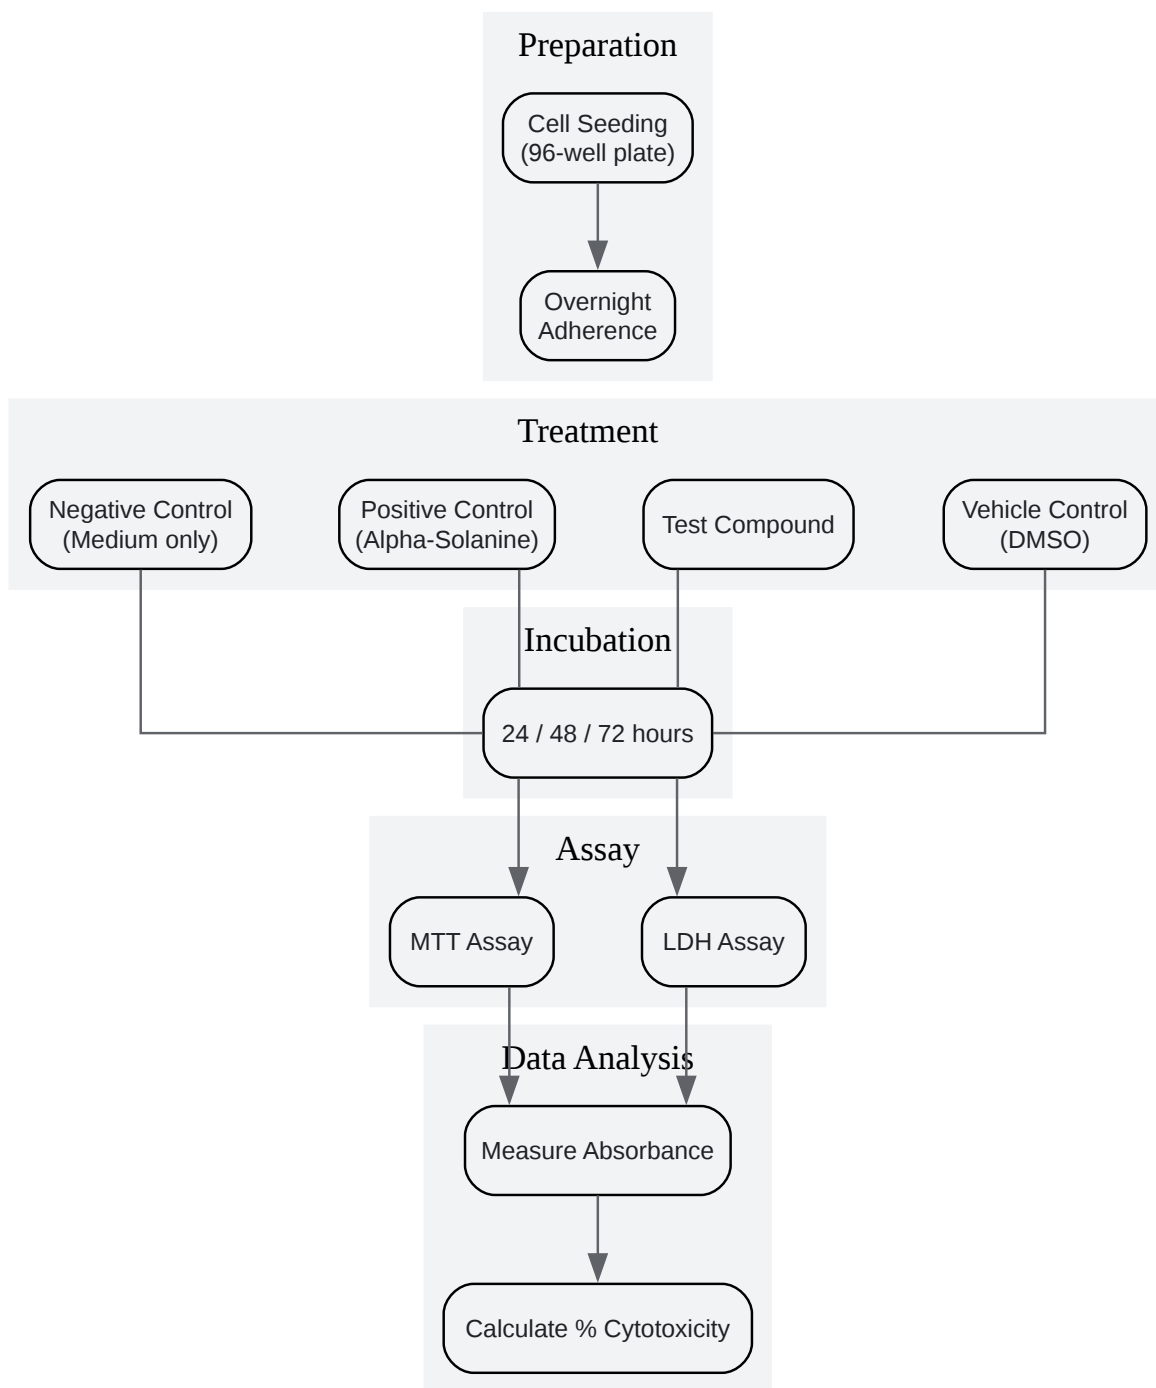 Preparation
Cell Seeding
(96-well plate)
Overnight
Adherence
Treatment
Negative Control
(Medium only)
Positive Control
(Alpha-Solanine)
Test Compound
Vehicle Control
(DMSO)
Incubation
24 / 48 / 72 hours
Assay
MTT Assay
LDH Assay
Data Analysis
Measure Absorbance
Calculate % Cytotoxicity